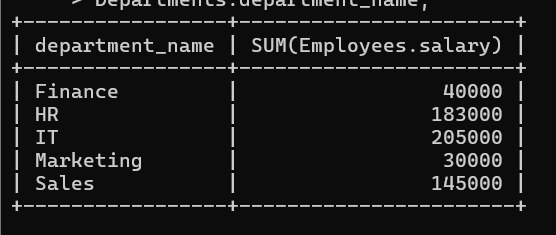 > Departments.department_name;
+-----------------+-----------------------+
| department_name | SUM(Employees.salary) |
+-----------------+-----------------------+
| Finance         |                 40000 |
| HR              |                183000 |
| IT              |                205000 |
| Marketing       |                 30000 |
| Sales           |                145000 |
+-----------------+-----------------------+